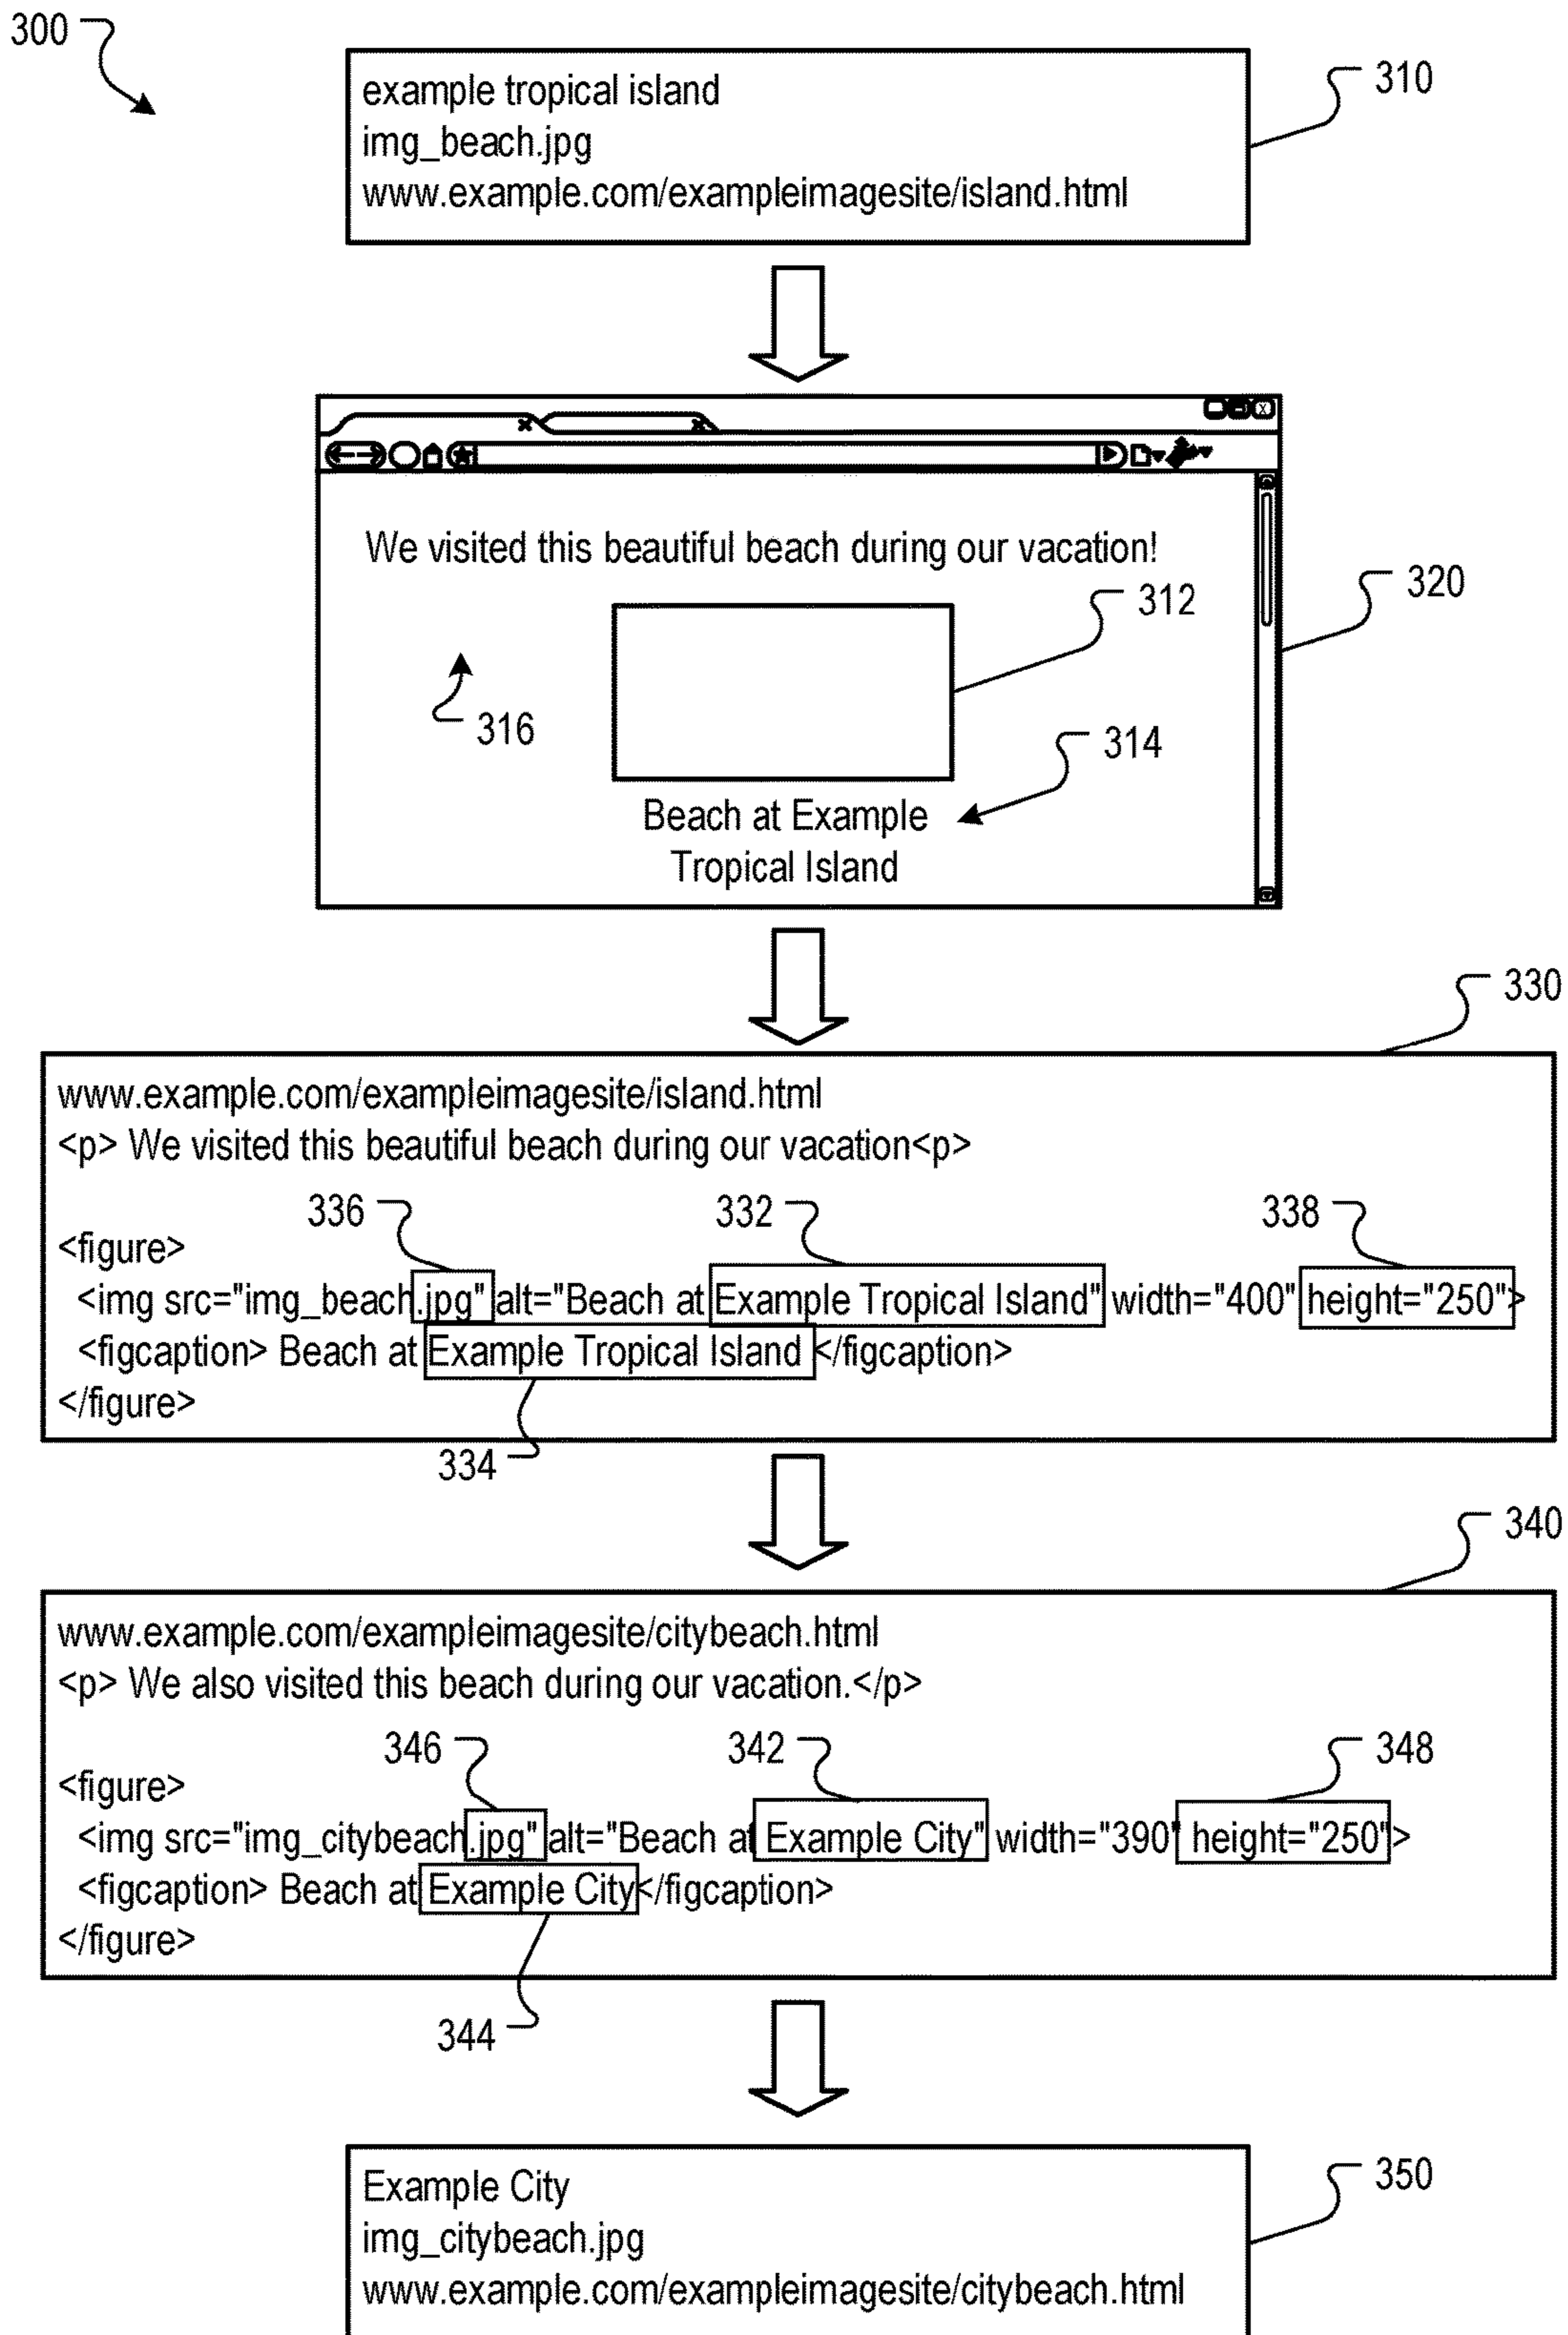 300
310
example tropical island
img_beach.jpg
www.example.com/exampleimagesite/island.html
X
We visited this beautiful beach during our vacation!
312
320
316
314
Beach at Example
Tropical Island
330
www.example.com/exampleimagesite/island.html
<p> We visited this beautiful beach during our vacation<p>
336 332 338
<figure>
<img src="img_beach.jpg" alt="Beach at Example Tropical Island" width="400" height="250">
<figcaption> Beach at Example Tropical Island </figcaption>
</figure>
334
340
www.example.com/exampleimagesite/citybeach.html
<p> We also visited this beach during our vacation.</p>
346 342 348
<figure>
<img src="img_citybeach.jpg" alt="Beach at Example City" width="390" height="250">
<figcaption> Beach at Example City</figcaption>
</figure>
344
350
Example City
img_citybeach.jpg
www.example.com/exampleimagesite/citybeach.html